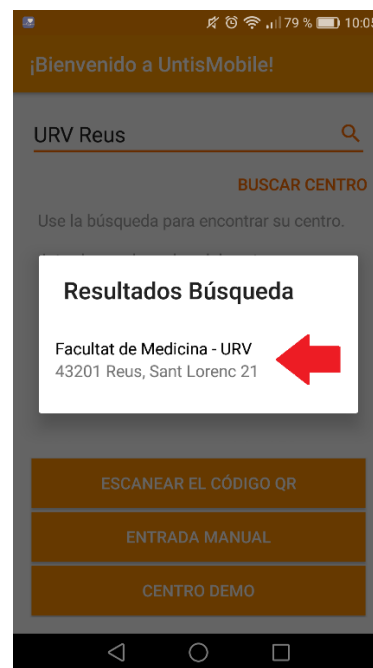 79 % 10:05
¡Bienvenido a UntisMobile!
URV Reus
BUSCAR CENTRO
Use la búsqueda para encontrar su centro.
Resultados Búsqueda
Facultat de Medicina - URV
43201 Reus, Sant Lorenc 21
ESCANEAR EL CÓDIGO QR
ENTRADA MANUAL
CENTRO DEMO